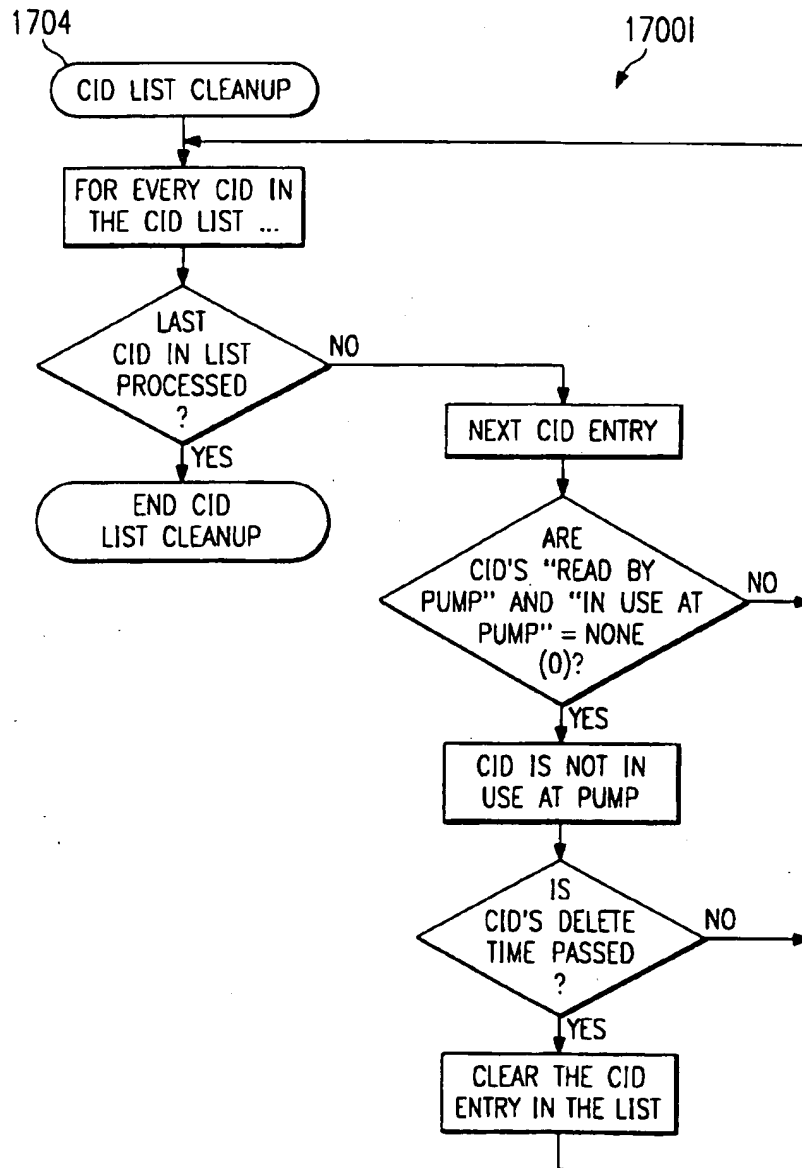 1704
1700I
CID LIST CLEANUP
FOR EVERY CID IN
THE CID LIST ...
LAST
CID IN LIST
PROCESSED
?
NO
YES
END CID
LIST CLEANUP
NEXT CID ENTRY
ARE
CID'S "READ BY
PUMP" AND "IN USE AT
PUMP" = NONE
(0)?
NO
YES
CID IS NOT IN
USE AT PUMP
IS
CID'S DELETE
TIME PASSED
?
NO
YES
CLEAR THE CID
ENTRY IN THE LIST